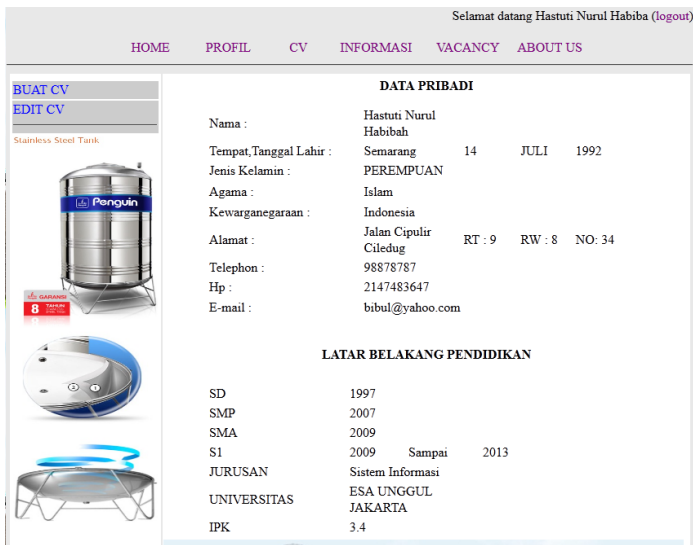 Selamat datang Hastuti Nurul Habiba (logout)
HOME PROFIL CV INFORMASI VACANCY ABOUT US
BUAT CV
EDIT CV
Stainless Steel Tank
Penguin
GARANSI
8 TAHUN
DATA PRIBADI
Nama : Hastuti Nurul Habibah
Tempat,Tanggal Lahir : Semarang 14 JULI 1992
Jenis Kelamin : PEREMPUAN
Agama : Islam
Kewarganegaraan : Indonesia
Alamat : Jalan Cipulir Ciledug RT : 9 RW : 8 NO: 34
Telephon : 98878787
Hp : 2147483647
E-mail : bibul@yahoo.com
LATAR BELAKANG PENDIDIKAN
SD 1997
SMP 2007
SMA 2009
S1 2009 Sampai 2013
JURUSAN Sistem Informasi
UNIVERSITAS ESA UNGGUL JAKARTA
IPK 3.4